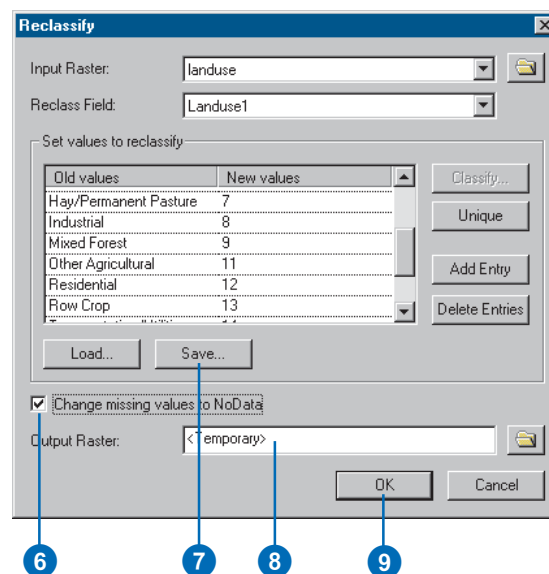 Reclassify
Input Raster: landuse
Reclass Field: Landuse1
Set values to reclassify
Old values New values
Hay/Permanent Pasture 7
Industrial 8
Mixed Forest 9
Other Agricultural 11
Residential 12
Row Crop 13
Classify...
Unique
Add Entry
Delete Entries
Load... Save...
Change missing values to NoData
Output Raster: <Temporary>
OK Cancel
6 7 8 9